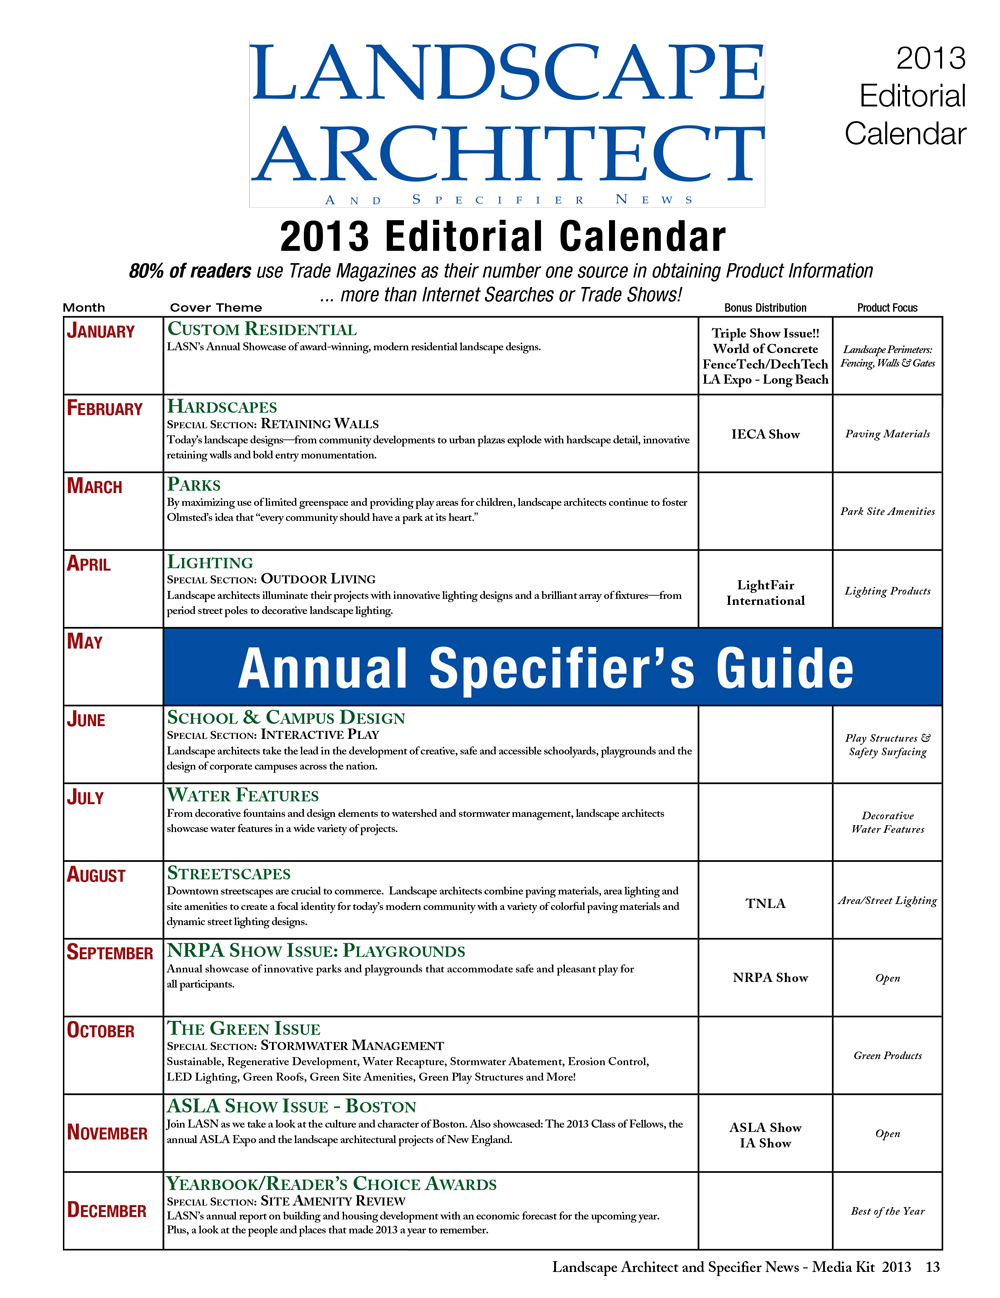 LANDSCAPE
ARCHITECT
AND SPECIFIER NEWS
2013
Editorial
Calendar
2013 Editorial Calendar
80% of readers use Trade Magazines as their number one source in obtaining Product Information
... more than Internet Searches or Trade Shows!
Month Cover Theme Bonus Distribution Product Focus
JANUARY
CUSTOM RESIDENTIAL
LASN's Annual Showcase of award-winning, modern residential landscape designs.
Triple Show Issue!!
World of Concrete
FenceTech/DechTech
LA Expo - Long Beach
Landscape Perimeters:
Fencing, Walls & Gates
FEBRUARY
HARDSCAPES
SPECIAL SECTION: RETAINING WALLS
Today's landscape designs—from community developments to urban plazas explode with hardscape detail, innovative
retaining walls and bold entry monumentation.
IECA Show
Paving Materials
MARCH
PARKS
By maximizing use of limited greenspace and providing play areas for children, landscape architects continue to foster
Olmsted's idea that “every community should have a park at its heart.”
Park Site Amenities
APRIL
LIGHTING
SPECIAL SECTION: OUTDOOR LIVING
Landscape architects illuminate their projects with innovative lighting designs and a brilliant array of fixtures—from
period street poles to decorative landscape lighting.
LightFair
International
Lighting Products
MAY
Annual Specifier's Guide
JUNE
SCHOOL & CAMPUS DESIGN
SPECIAL SECTION: INTERACTIVE PLAY
Landscape architects take the lead in the development of creative, safe and accessible schoolyards, playgrounds and the
design of corporate campuses across the nation.
Play Structures &
Safety Surfacing
JULY
WATER FEATURES
From decorative fountains and design elements to watershed and stormwater management, landscape architects
showcase water features in a wide variety of projects.
Decorative
Water Features
AUGUST
STREETSCAPES
Downtown streetscapes are crucial to commerce. Landscape architects combine paving materials, area lighting and
site amenities to create a focal identity for today's modern community with a variety of colorful paving materials and
dynamic street lighting designs.
TNLA
Area/Street Lighting
SEPTEMBER
NRPA SHOW ISSUE: PLAYGROUNDS
Annual showcase of innovative parks and playgrounds that accommodate safe and pleasant play for
all participants.
NRPA Show
Open
OCTOBER
THE GREEN ISSUE
SPECIAL SECTION: STORMWATER MANAGEMENT
Sustainable, Regenerative Development, Water Recapture, Stormwater Abatement, Erosion Control,
LED Lighting, Green Roofs, Green Site Amenities, Green Play Structures and More!
Green Products
NOVEMBER
ASLA SHOW ISSUE - BOSTON
Join LASN as we take a look at the culture and character of Boston. Also showcased: The 2013 Class of Fellows, the
annual ASLA Expo and the landscape architectural projects of New England.
ASLA Show
IA Show
Open
DECEMBER
YEARBOOK/READER'S CHOICE AWARDS
SPECIAL SECTION: SITE AMENITY REVIEW
LASN's annual report on building and housing development with an economic forecast for the upcoming year.
Plus, a look at the people and places that made 2013 a year to remember.
Best of the Year
Landscape Architect and Specifier News - Media Kit 2013 13